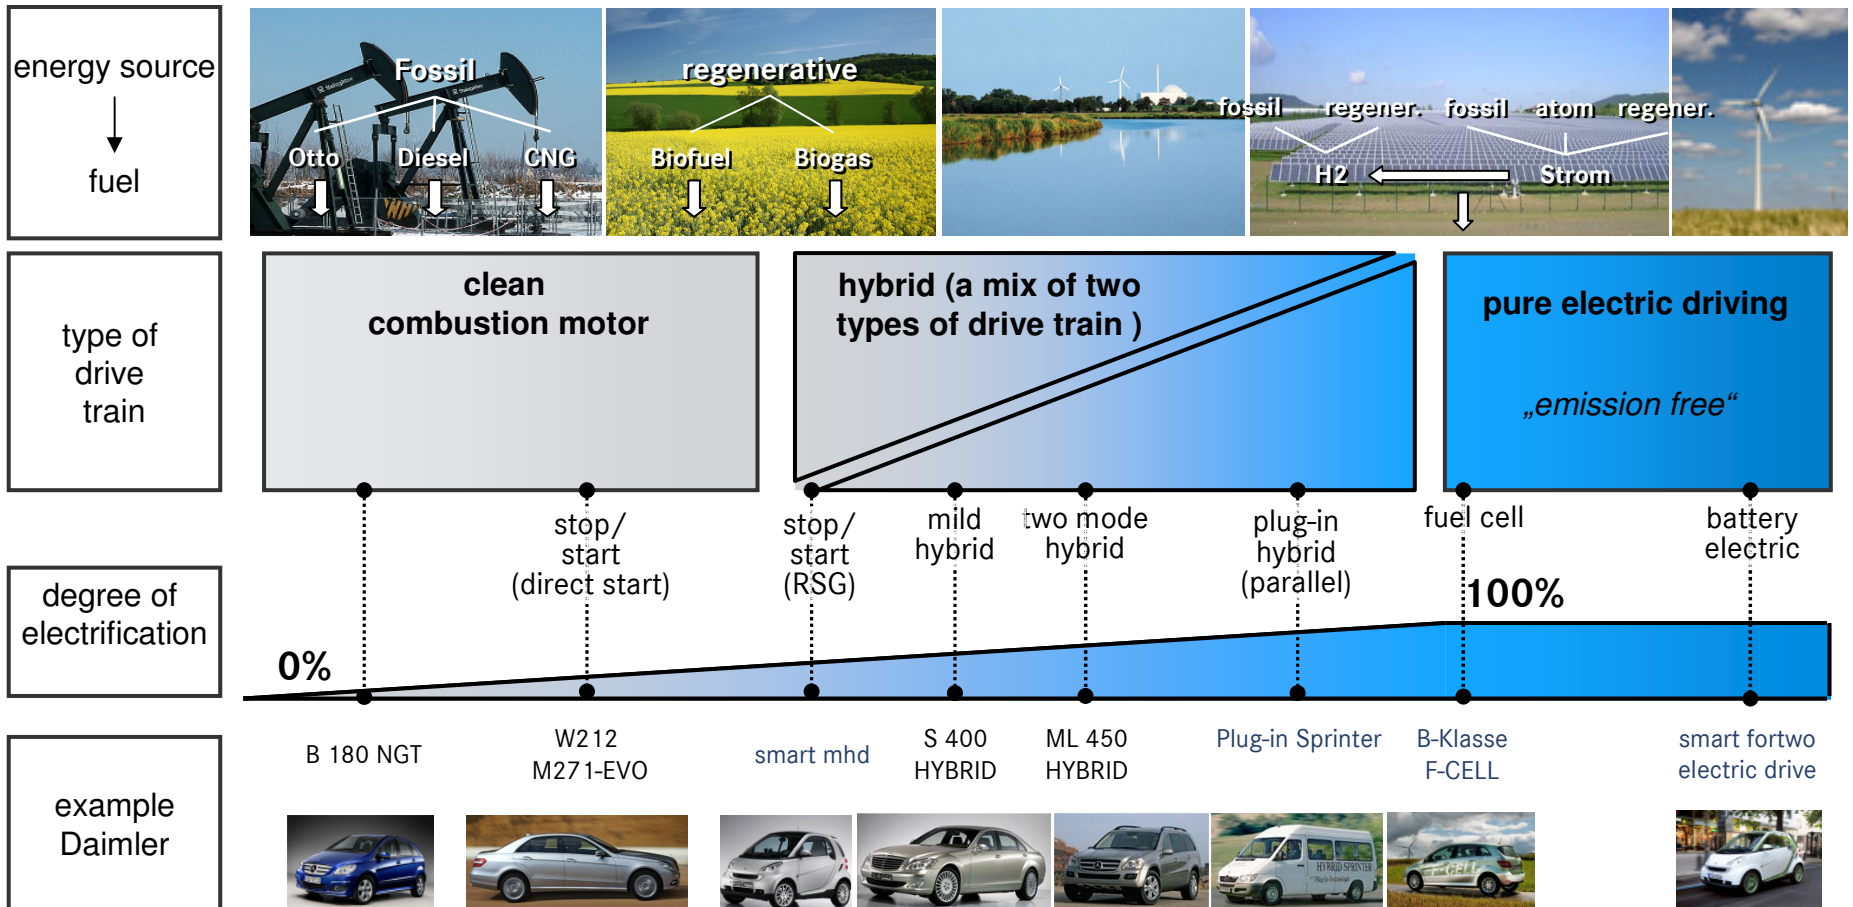 energy source
fuel
Fossil
Otto Diesel CNG
regenerative
Biofuel Biogas
fossil regener. fossil atom regener.
H2 Strom
type of
drive
train
clean
combustion motor
hybrid (a mix of two
types of drive train )
pure electric driving
„emission free“
stop/
start
(direct start)
stop/
start
(RSG)
mild
hybrid
two mode
hybrid
plug-in
hybrid
(parallel)
fuel cell
battery
electric
degree of
electrification
0%
100%
example
Daimler
B 180 NGT
W212
M271-EVO
smart mhd
S 400
HYBRID
ML 450
HYBRID
Plug-in Sprinter
B-Klasse
F-CELL
smart fortwo
electric drive
HYBRID SPRINTER